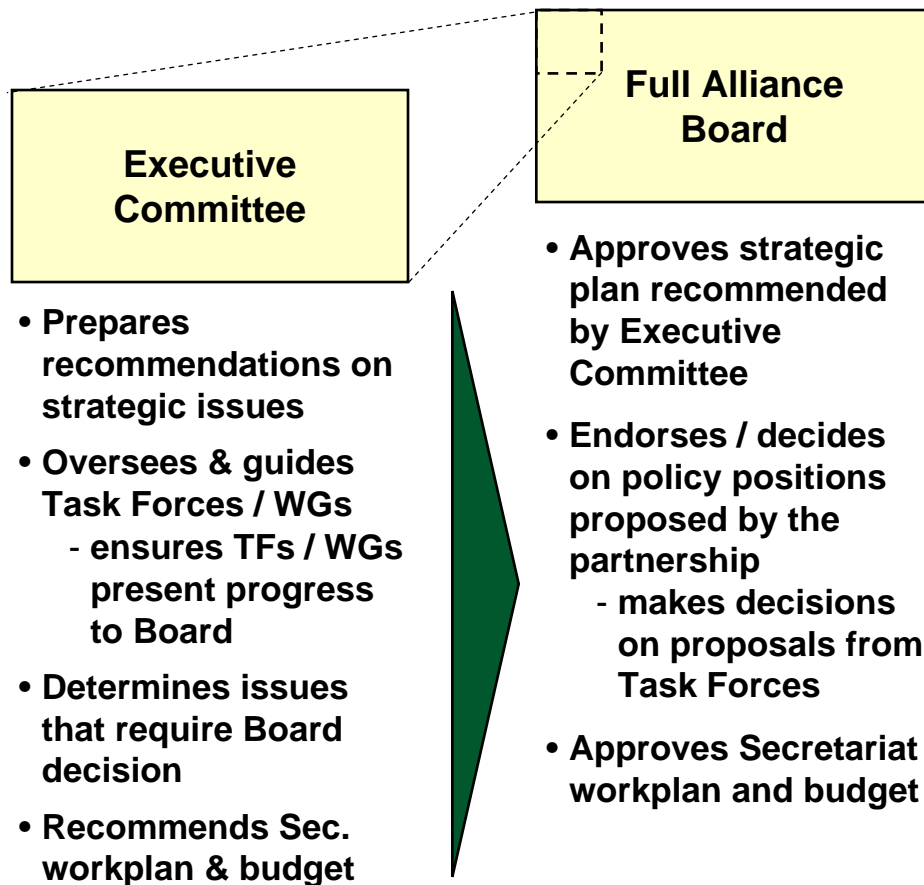 Executive
Committee
• Prepares
recommendations on
strategic issues
• Oversees & guides
Task Forces / WGs
- ensures TFs / WGs
present progress
to Board
• Determines issues
that require Board
decision
• Recommends Sec.
workplan & budget
Full Alliance
Board
• Approves strategic
plan recommended
by Executive
Committee
• Endorses / decides
on policy positions
proposed by the
partnership
- makes decisions
on proposals from
Task Forces
• Approves Secretariat
workplan and budget